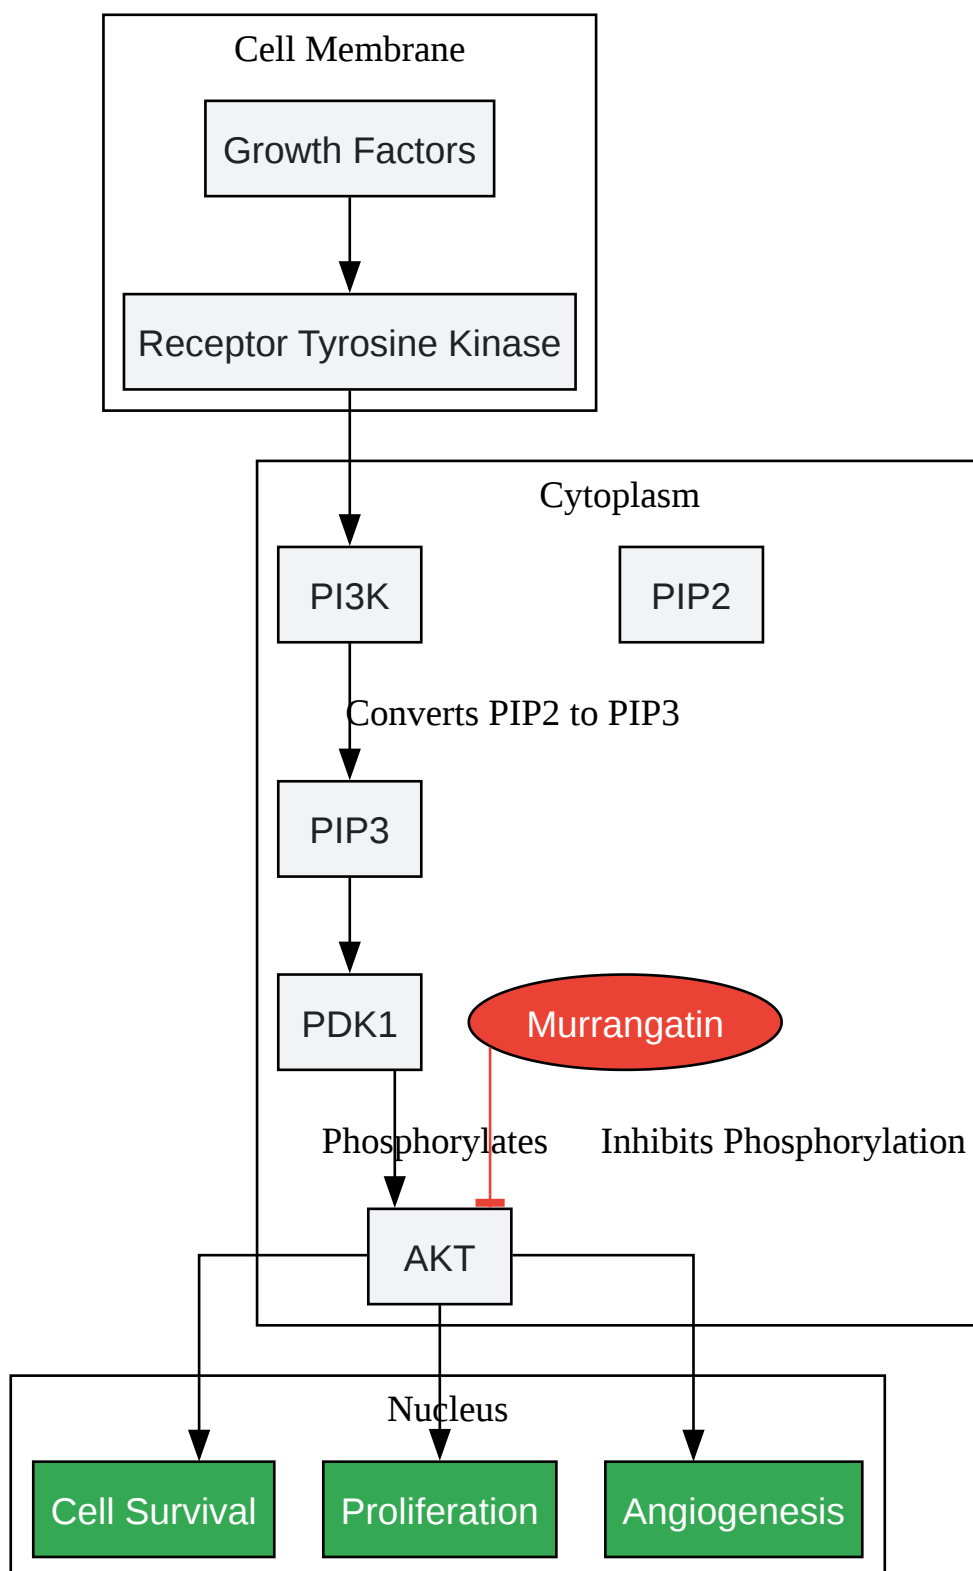 Cell Membrane
Growth Factors
Receptor Tyrosine Kinase
Cytoplasm
PI3K
PIP2
Converts PIP2 to PIP3
PIP3
PDK1
Murrangatin
Phosphorylates
Inhibits Phosphorylation
AKT
Nucleus
Cell Survival
Proliferation
Angiogenesis